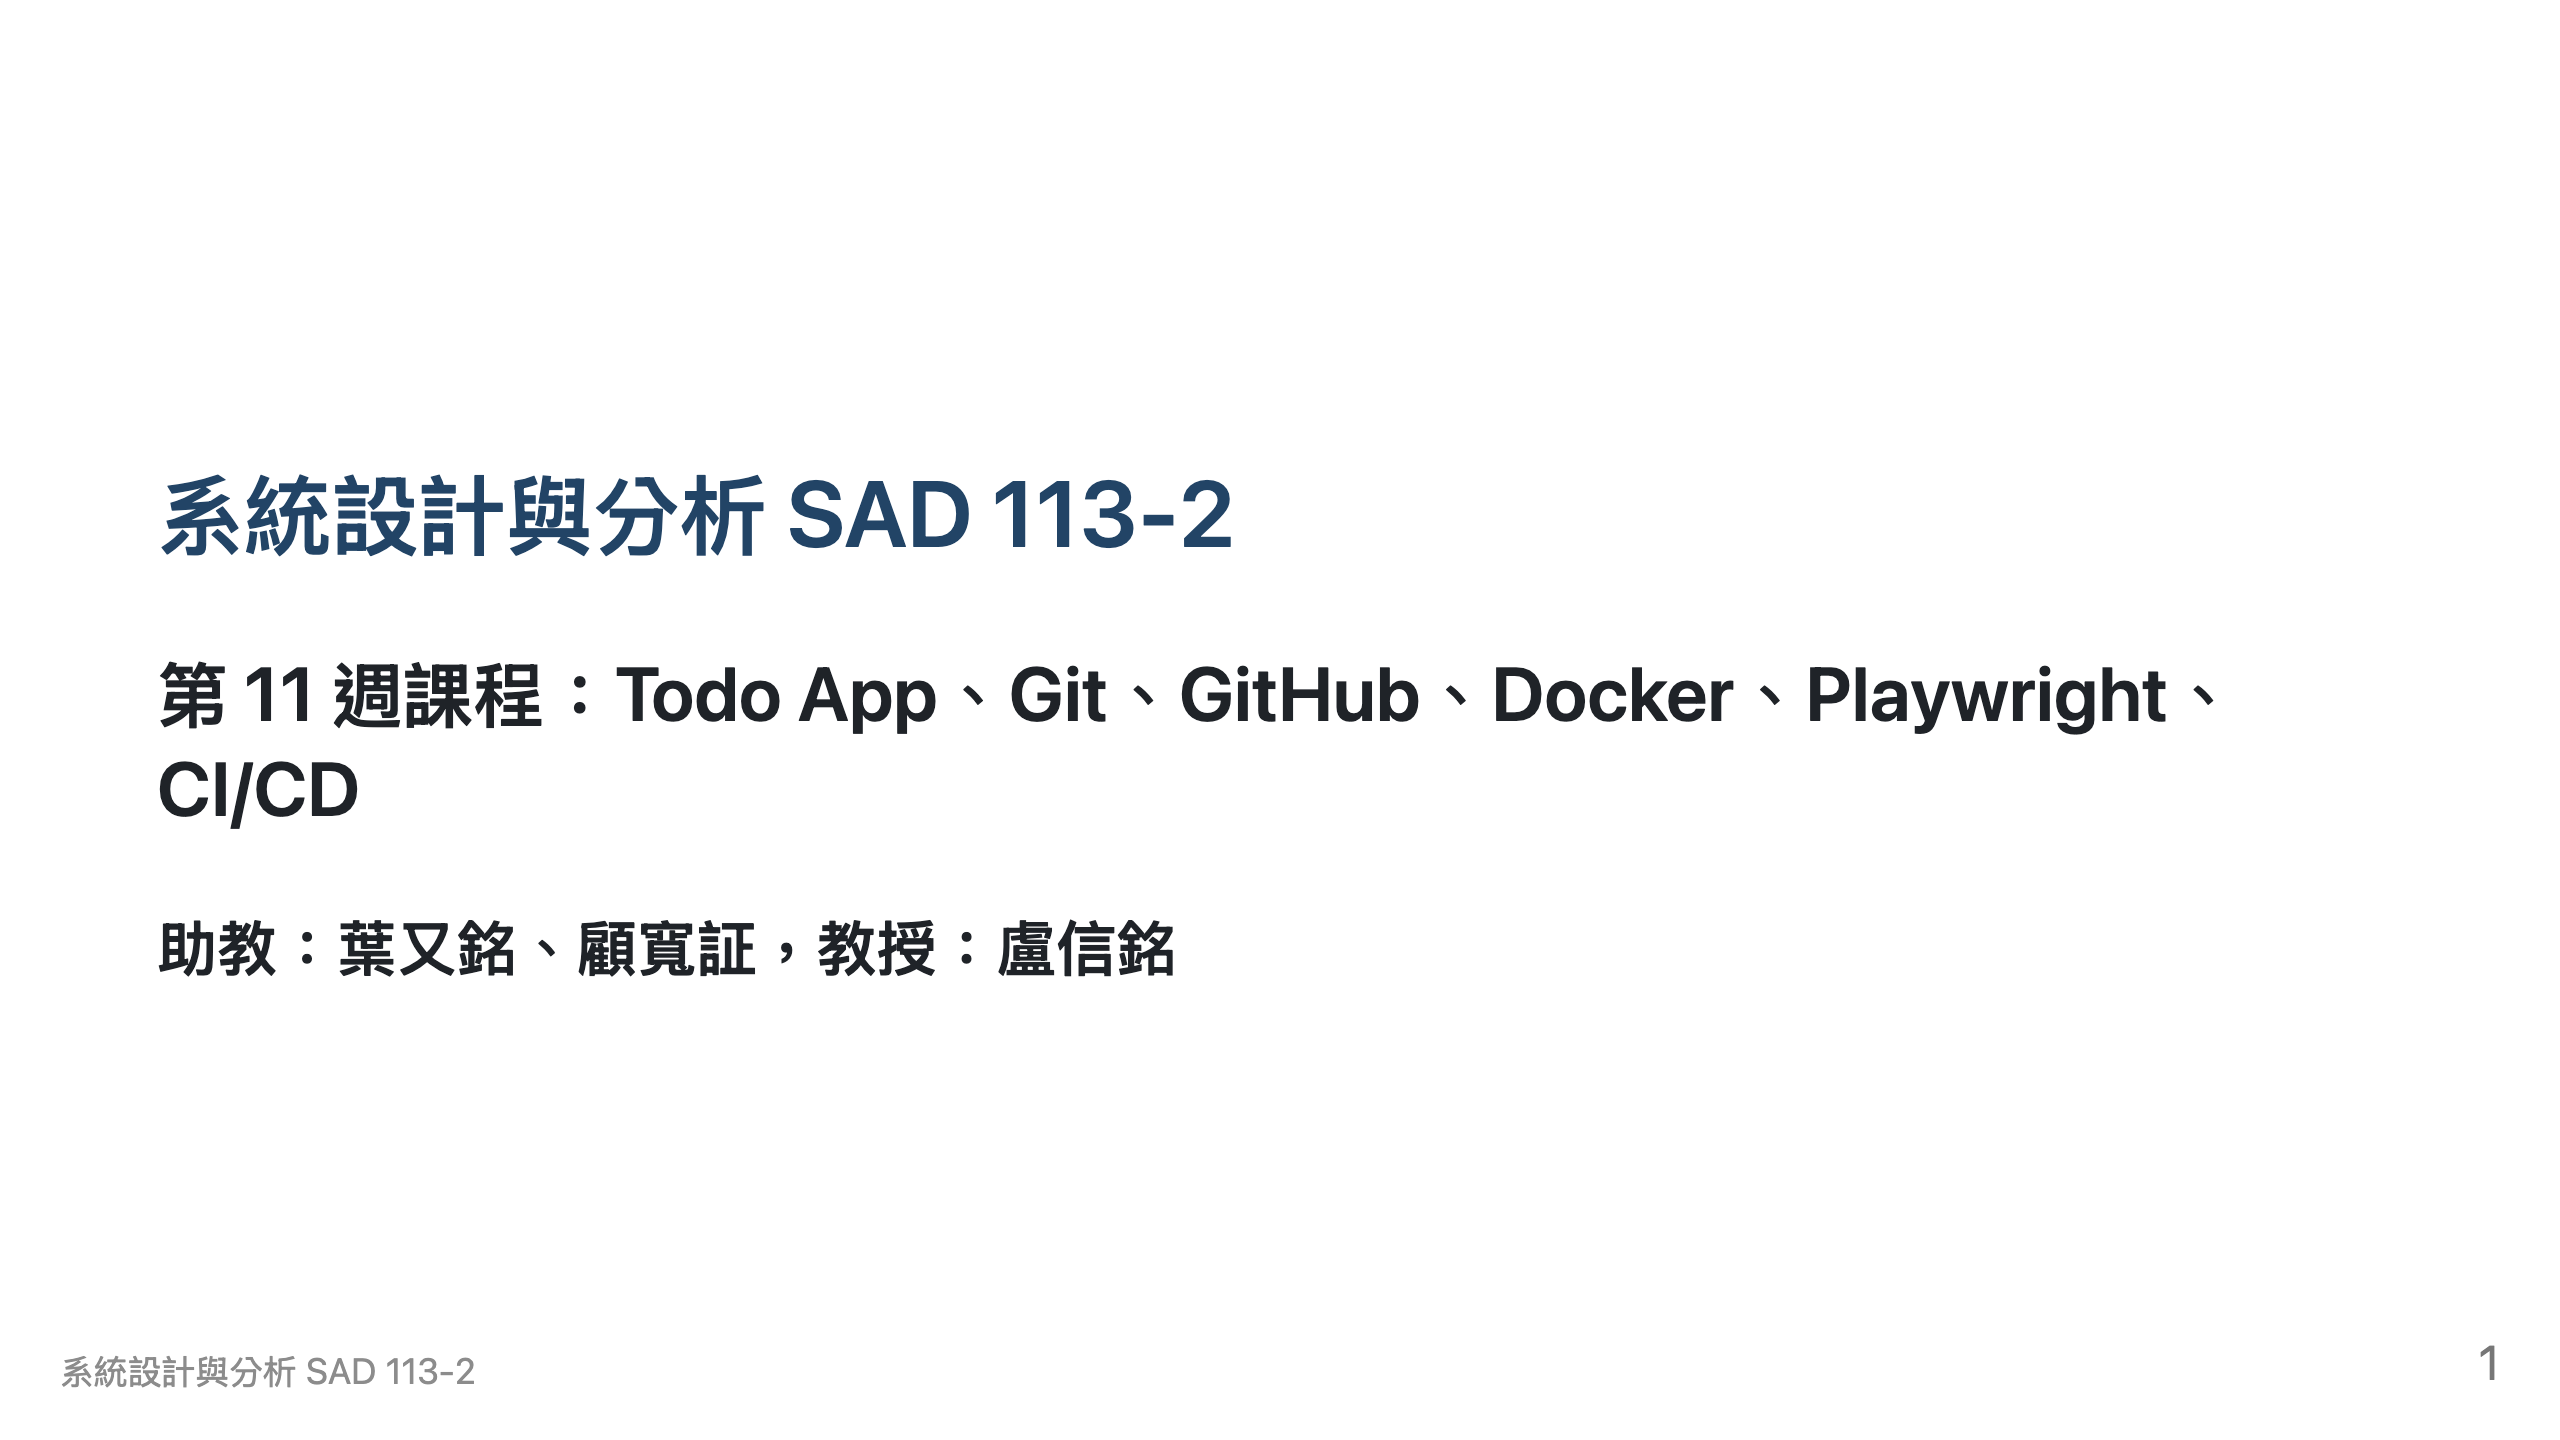 系統設計與分析 SAD 113-2
第 11 週課程：Todo App、Git、GitHub、Docker、Playwright、
CI/CD
助教：葉又銘、顧寬証，教授：盧信銘
系統設計與分析 SAD 113-2
1